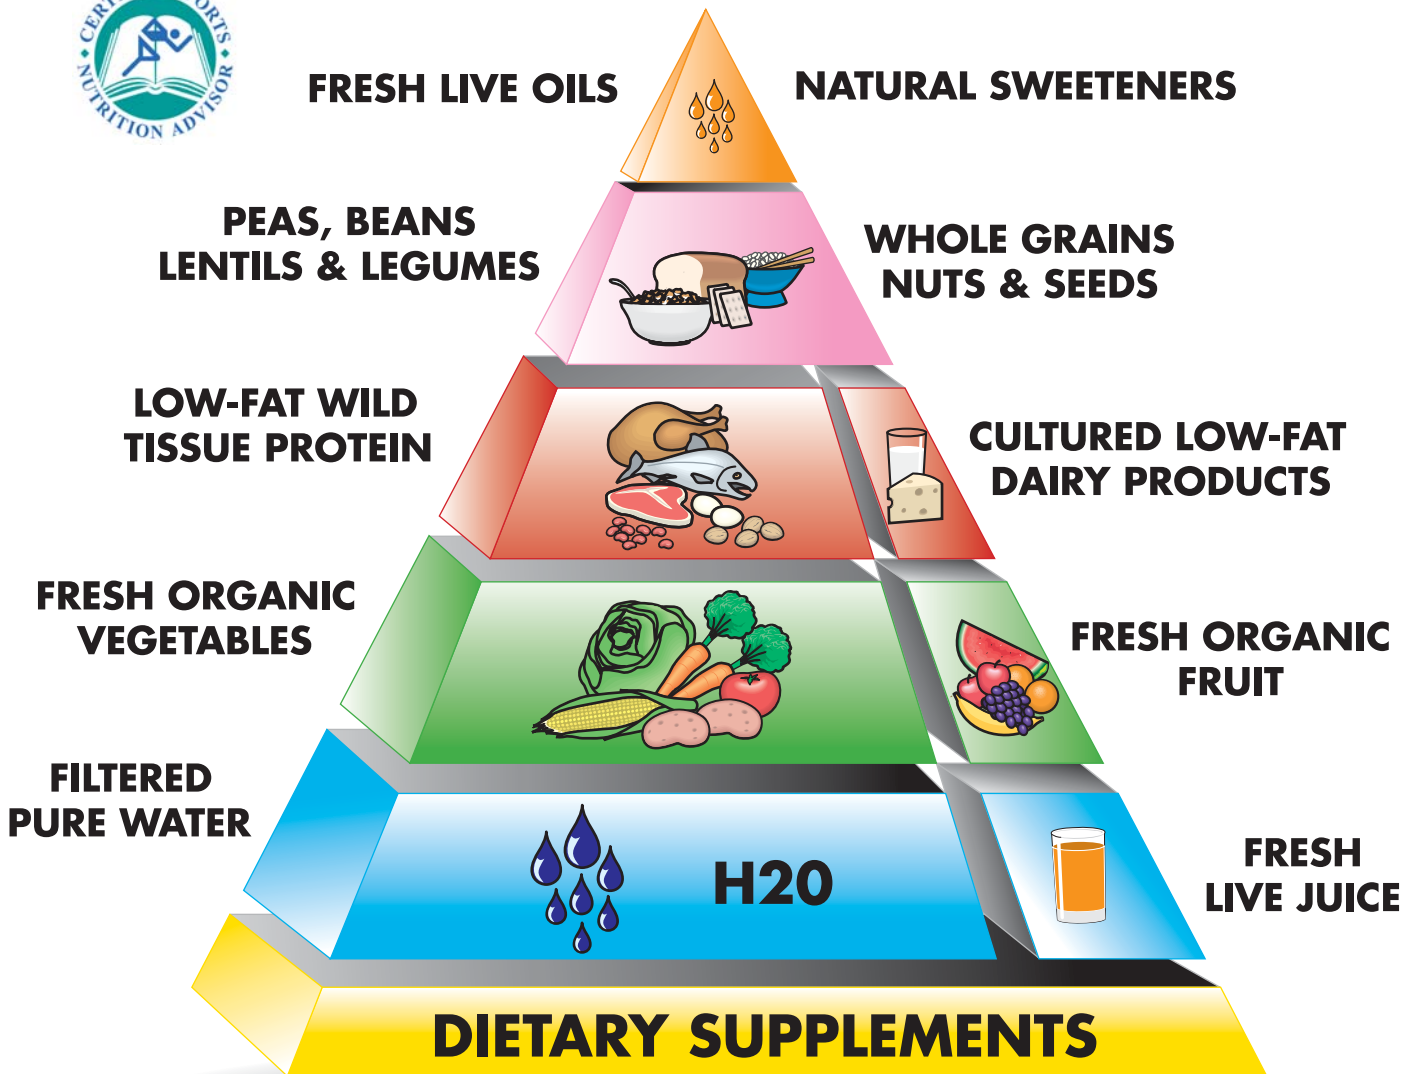 NUTRITION ADVISOR
FRESH LIVE OILS
NATURAL SWEETENERS
PEAS, BEANS
LENTILS & LEGUMES
WHOLE GRAINS
NUTS & SEEDS
LOW-FAT WILD
TISSUE PROTEIN
CULTURED LOW-FAT
DAIRY PRODUCTS
FRESH ORGANIC
VEGETABLES
FRESH ORGANIC
FRUIT
FILTERED
PURE WATER
H20
FRESH
LIVE JUICE
DIETARY SUPPLEMENTS